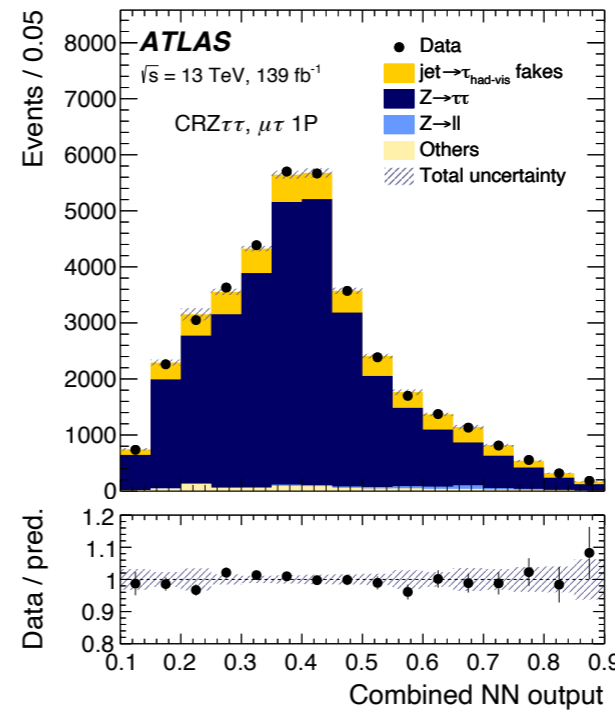 ATLAS
√s = 13 TeV, 139 fb⁻¹
CRZττ, μτ 1P
Data
jet→τhad-vis fakes
Z→ττ
Z→ll
Others
Total uncertainty
Events / 0.05
8000
7000
6000
5000
4000
3000
2000
1000
0
Data / pred.
1.2
1.1
1.0
0.9
0.8
0.1 0.2 0.3 0.4 0.5 0.6 0.7 0.8 0.9
Combined NN output